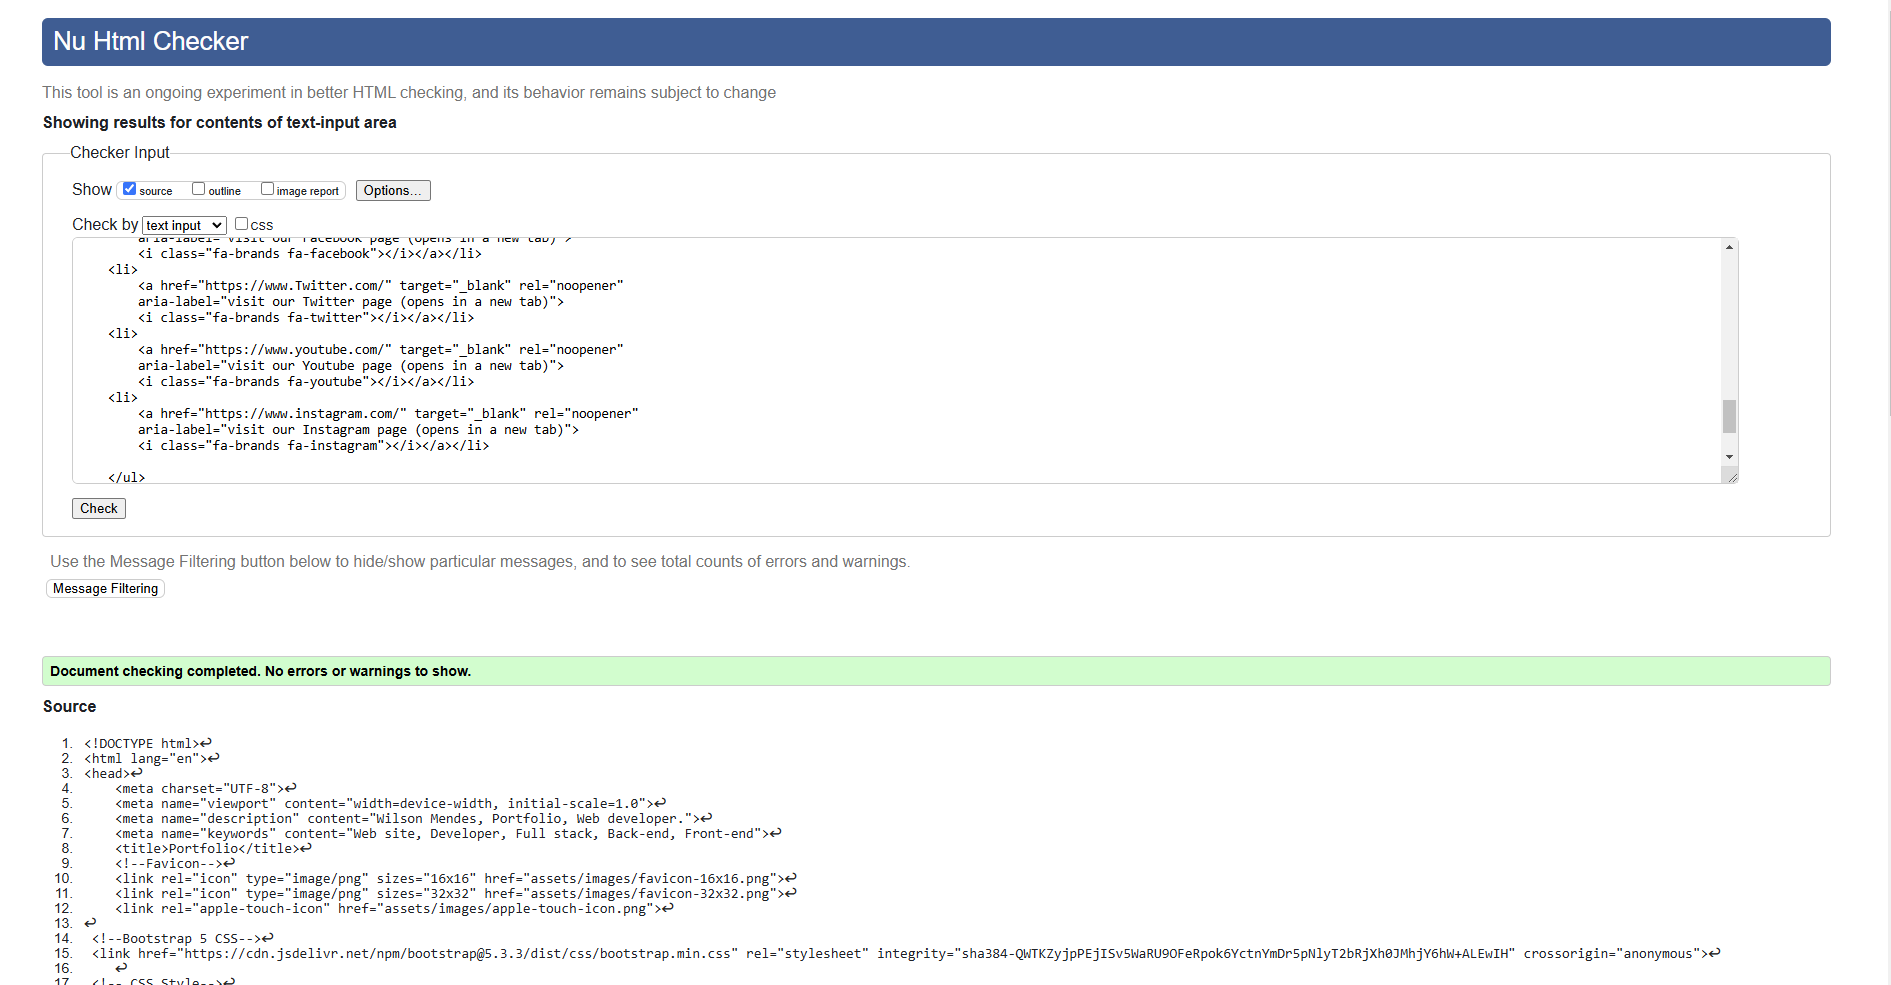 Nu Html Checker
This tool is an ongoing experiment in better HTML checking, and its behavior remains subject to change
Showing results for contents of text-input area
Checker Input
Show source outline image report Options...
Check by text input css
aria-label="visit our Facebook page (opens in a new tab)">
<i class="fa-brands fa-facebook"></i></a></li>
<li>
<a href="https://www.Twitter.com/" target="_blank" rel="noopener"
aria-label="visit our Twitter page (opens in a new tab)">
<i class="fa-brands fa-twitter"></i></a></li>
<li>
<a href="https://www.youtube.com/" target="_blank" rel="noopener"
aria-label="visit our Youtube page (opens in a new tab)">
<i class="fa-brands fa-youtube"></i></a></li>
<li>
<a href="https://www.instagram.com/" target="_blank" rel="noopener"
aria-label="visit our Instagram page (opens in a new tab)">
<i class="fa-brands fa-instagram"></i></a></li>
</ul>
Check
Use the Message Filtering button below to hide/show particular messages, and to see total counts of errors and warnings.
Message Filtering
Document checking completed. No errors or warnings to show.
Source
1. <!DOCTYPE html>↩
2. <html lang="en">↩
3. <head>↩
4. <meta charset="UTF-8">↩
5. <meta name="viewport" content="width=device-width, initial-scale=1.0">↩
6. <meta name="description" content="Wilson Mendes, Portfolio, Web developer.">↩
7. <meta name="keywords" content="Web site, Developer, Full stack, Back-end, Front-end">↩
8. <title>Portfolio</title>↩
9. <!--Favicon-->↩
10. <link rel="icon" type="image/png" sizes="16x16" href="assets/images/favicon-16x16.png">↩
11. <link rel="icon" type="image/png" sizes="32x32" href="assets/images/favicon-32x32.png">↩
12. <link rel="apple-touch-icon" href="assets/images/apple-touch-icon.png">↩
13. ↩
14. <!--Bootstrap 5 CSS-->↩
15. <link href="https://cdn.jsdelivr.net/npm/bootstrap@5.3.3/dist/css/bootstrap.min.css" rel="stylesheet" integrity="sha384-QWTKZyjpPEjISv5WaRU9OFeRpok6YctnYmDr5pNlyT2bRjXh0JMhjY6hW+ALEwIH" crossorigin="anonymous">↩
16. ↩
17. <!-- CSS Style-->↩